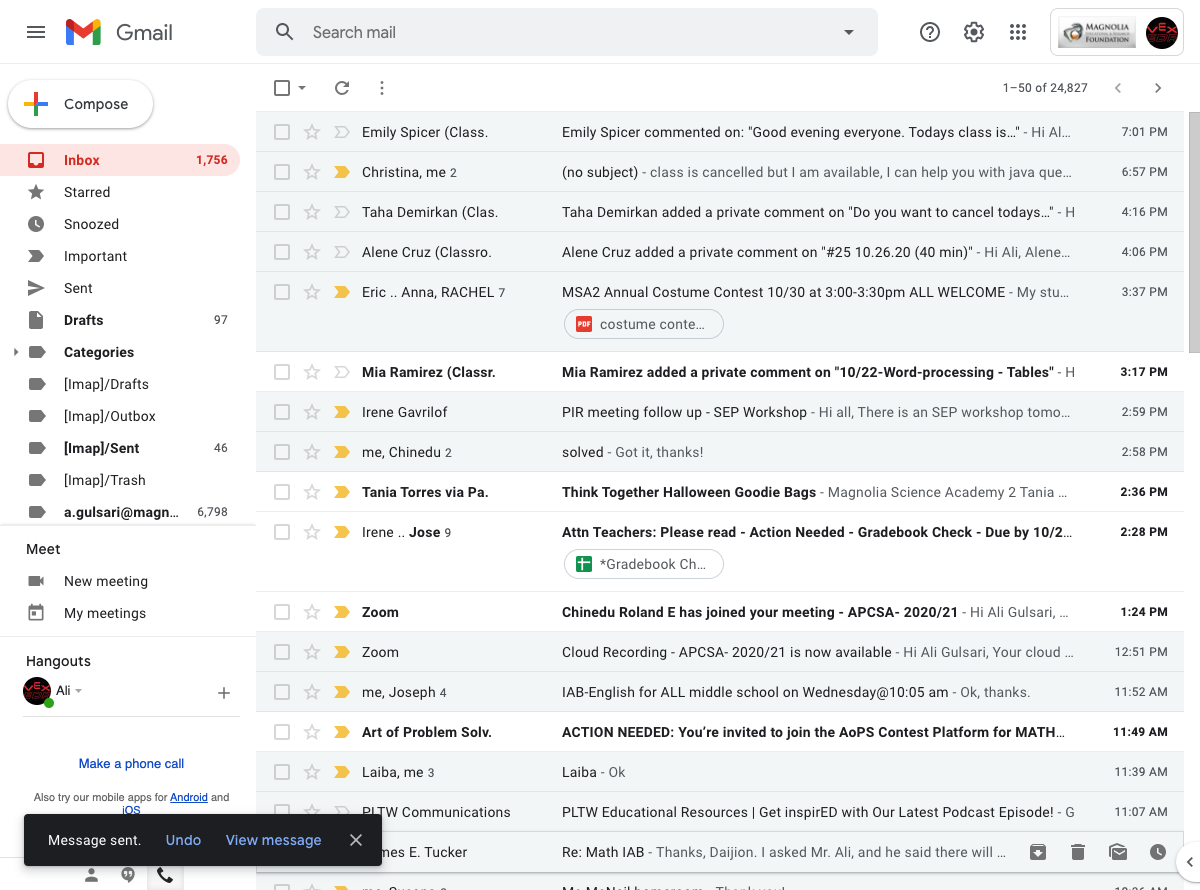 Gmail
Search mail
MAGNOLIA
FOUNDATION
Compose
1–50 of 24,827
Inbox 1,756
Starred
Snoozed
Important
Sent
Drafts 97
Categories
[Imap]/Drafts
[Imap]/Outbox
[Imap]/Sent 46
[Imap]/Trash
a.gulsari@magn... 6,798
Meet
New meeting
My meetings
Hangouts
Ali
Make a phone call
Also try our mobile apps for Android and
iOS
Emily Spicer (Class. Emily Spicer commented on: "Good evening everyone. Todays class is…" - Hi Al… 7:01 PM
Christina, me 2 (no subject) - class is cancelled but I am available, I can help you with java que… 6:57 PM
Taha Demirkan (Clas. Taha Demirkan added a private comment on "Do you want to cancel todays…" - H 4:16 PM
Alene Cruz (Classro. Alene Cruz added a private comment on "#25 10.26.20 (40 min)" - Hi Ali, Alene… 4:06 PM
Eric .. Anna, RACHEL 7 MSA2 Annual Costume Contest 10/30 at 3:00-3:30pm ALL WELCOME - My stu… 3:37 PM
PDF costume conte…
Mia Ramirez (Classr. Mia Ramirez added a private comment on "10/22-Word-processing - Tables" - H 3:17 PM
Irene Gavrilof PIR meeting follow up - SEP Workshop - Hi all, There is an SEP workshop tomo… 2:59 PM
me, Chinedu 2 solved - Got it, thanks! 2:58 PM
Tania Torres via Pa. Think Together Halloween Goodie Bags - Magnolia Science Academy 2 Tania … 2:36 PM
Irene .. Jose 9 Attn Teachers: Please read - Action Needed - Gradebook Check - Due by 10/2… 2:28 PM
*Gradebook Ch…
Zoom Chinedu Roland E has joined your meeting - APCSA- 2020/21 - Hi Ali Gulsari, … 1:24 PM
Zoom Cloud Recording - APCSA- 2020/21 is now available - Hi Ali Gulsari, Your cloud … 12:51 PM
me, Joseph 4 IAB-English for ALL middle school on Wednesday@10:05 am - Ok, thanks. 11:52 AM
Art of Problem Solv. ACTION NEEDED: You're invited to join the AoPS Contest Platform for MATH… 11:49 AM
Laiba, me 3 Laiba - Ok 11:39 AM
PLTW Communications PLTW Educational Resources | Get inspirED with Our Latest Podcast Episode! - G 11:07 AM
mes E. Tucker Re: Math IAB - Thanks, Daijion. I asked Mr. Ali, and he said there will …
Message sent. Undo View message